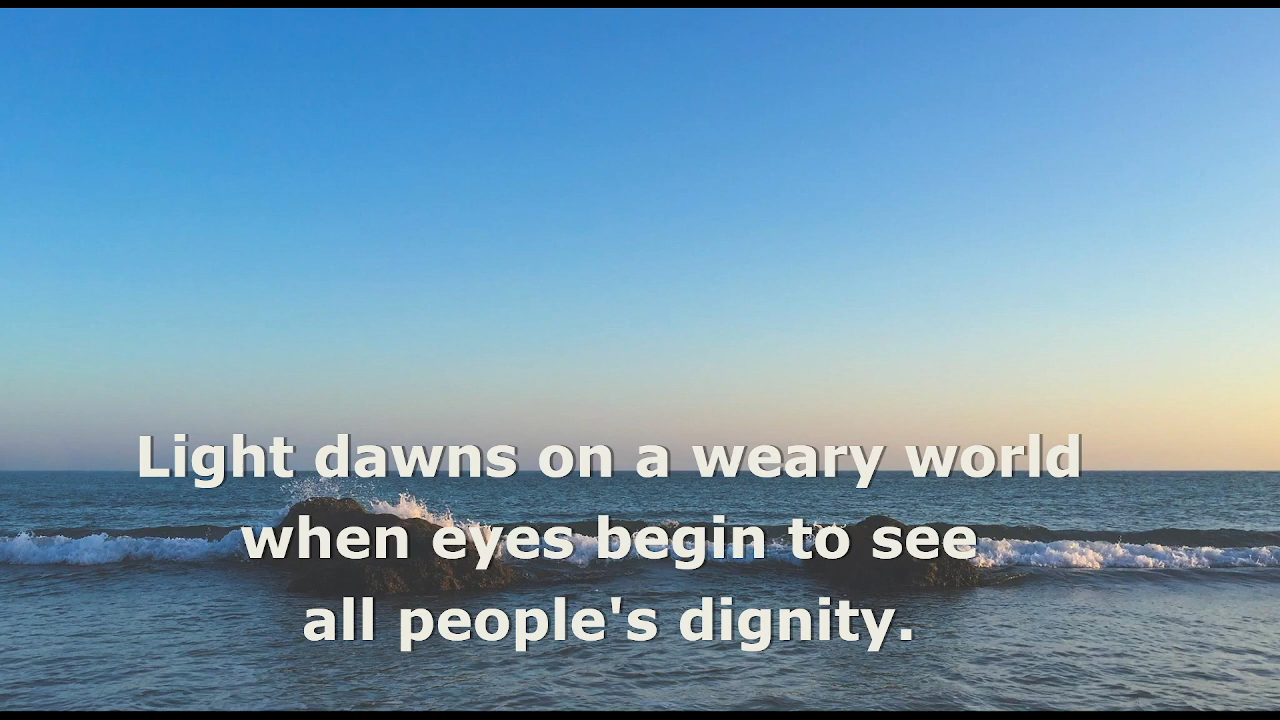 Light dawns on a weary world
when eyes begin to see
all people's dignity.